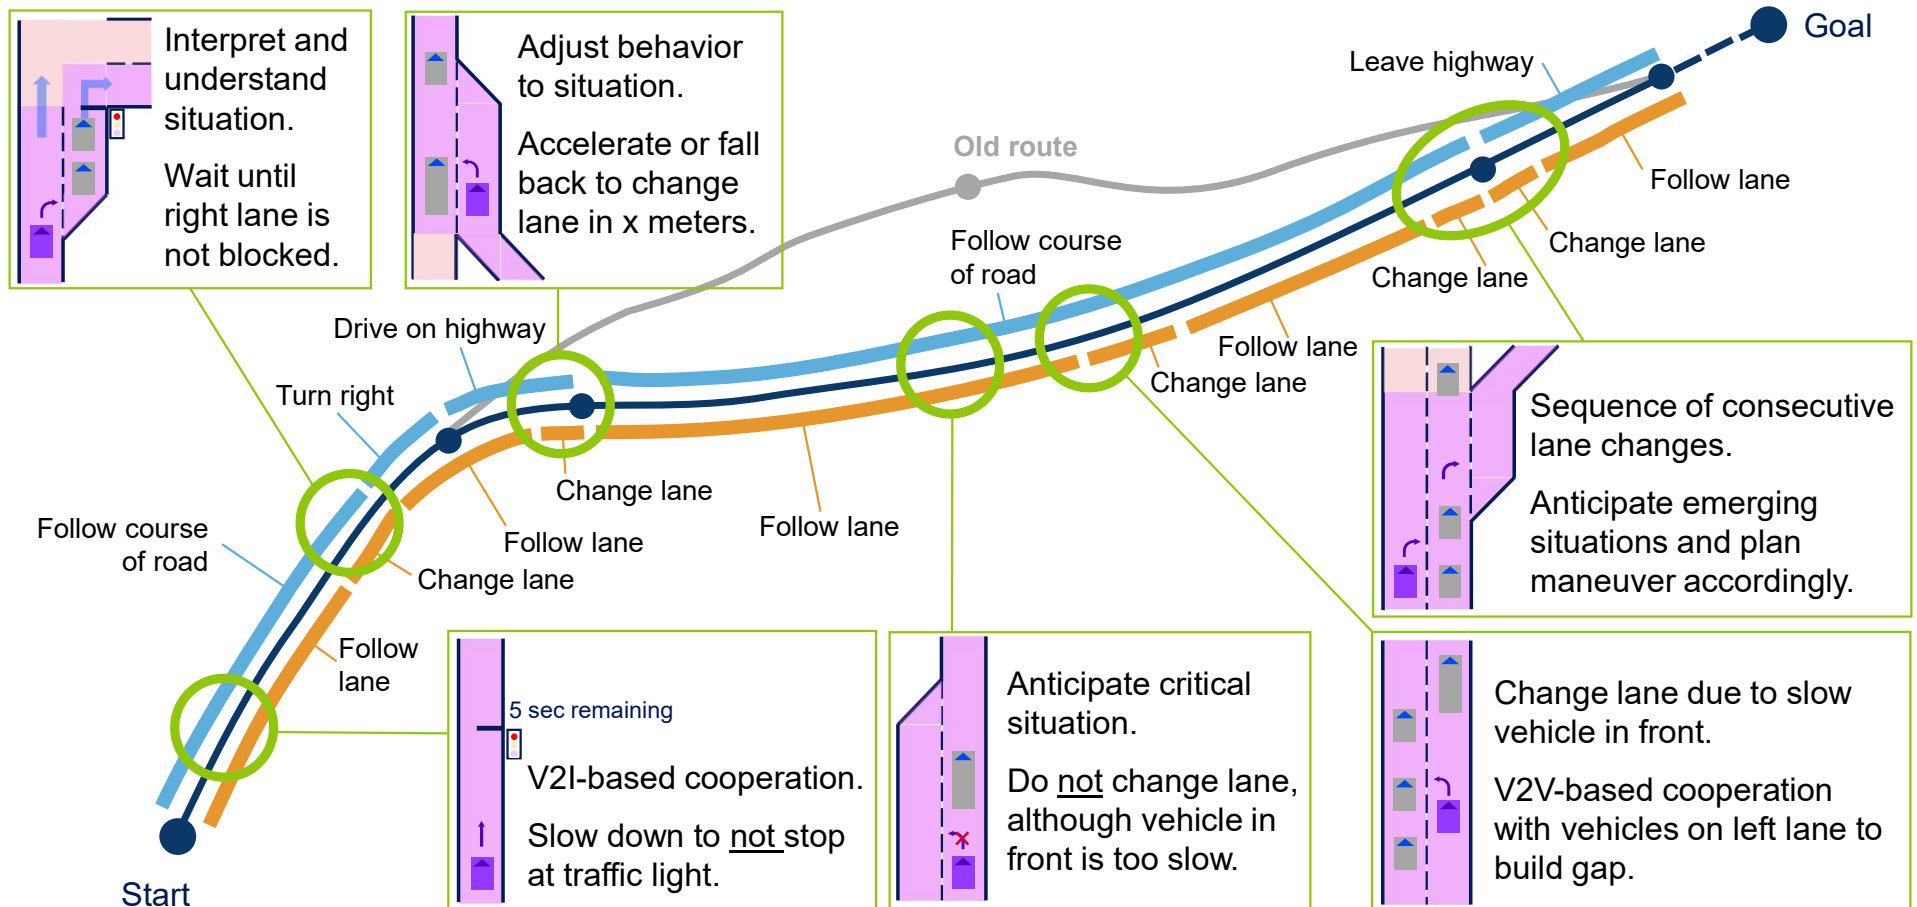 Interpret and
understand
situation.
Wait until
right lane is
not blocked.
Adjust behavior
to situation.
Accelerate or fall
back to change
lane in x meters.
Goal
Leave highway
Old route
Follow lane
Follow course
of road
Change lane
Change lane
Drive on highway
Follow lane
Change lane
Turn right
Sequence of consecutive
lane changes.
Anticipate emerging
situations and plan
maneuver accordingly.
Change lane
Follow lane
Follow course
of road
Follow lane
Change lane
Follow
lane
5 sec remaining
V2I-based cooperation.
Slow down to not stop
at traffic light.
Anticipate critical
situation.
Do not change lane,
although vehicle in
front is too slow.
Change lane due to slow
vehicle in front.
V2V-based cooperation
with vehicles on left lane to
build gap.
Start